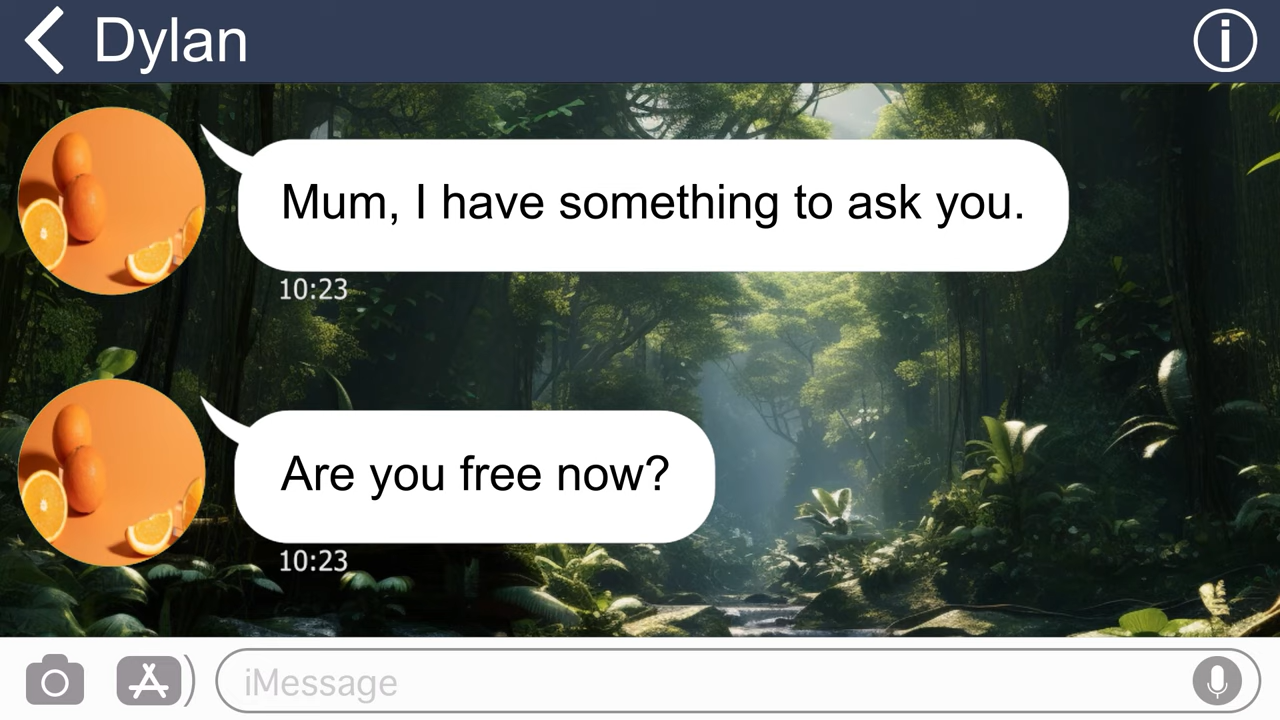 Dylan
Mum, I have something to ask you.
10:23
Are you free now?
10:23
iMessage